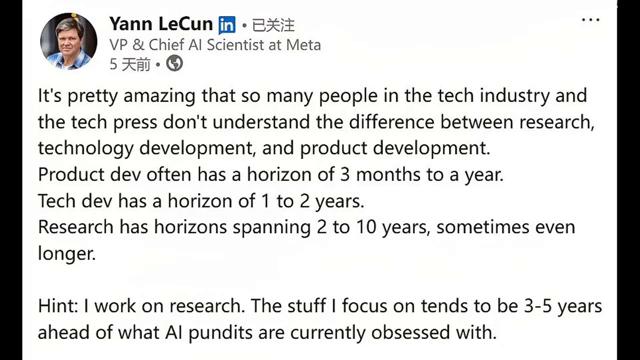 Yann LeCun in • 已关注
VP & Chief AI Scientist at Meta
5 天前 •
It's pretty amazing that so many people in the tech industry and
the tech press don't understand the difference between research,
technology development, and product development.
Product dev often has a horizon of 3 months to a year.
Tech dev has a horizon of 1 to 2 years.
Research has horizons spanning 2 to 10 years, sometimes even
longer.
Hint: I work on research. The stuff I focus on tends to be 3-5 years
ahead of what AI pundits are currently obsessed with.